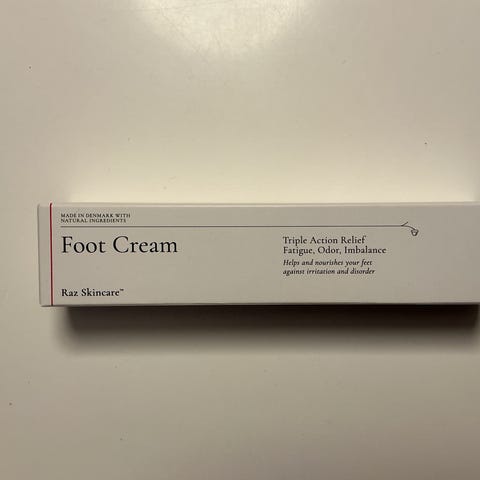 MADE IN DENMARK WITH
NATURAL INGREDIENTS
Foot Cream
Raz Skincare™
Triple Action Relief
Fatigue, Odor, Imbalance
Helps and nourishes your feet
against irritation and disorder